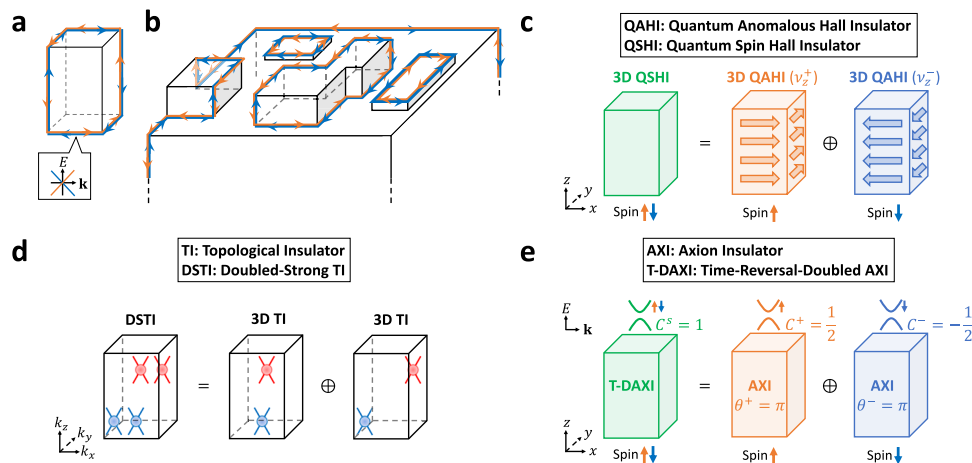 a
E
k
b
c
QAHI: Quantum Anomalous Hall Insulator
QSHI: Quantum Spin Hall Insulator
3D QSHI
3D QAHI (ν_z^+)
3D QAHI (ν_z^−)
=
⊕
z
y
x
Spin
Spin
Spin
d
TI: Topological Insulator
DSTI: Doubled-Strong TI
DSTI
3D TI
3D TI
=
⊕
k_z
k_y
k_x
e
AXI: Axion Insulator
T-DAXI: Time-Reversal-Doubled AXI
E
k
C^s = 1
C^+ = 1/2
C^− = −1/2
T-DAXI
=
AXI
θ^+ = π
⊕
AXI
θ^− = π
z
y
x
Spin
Spin
Spin